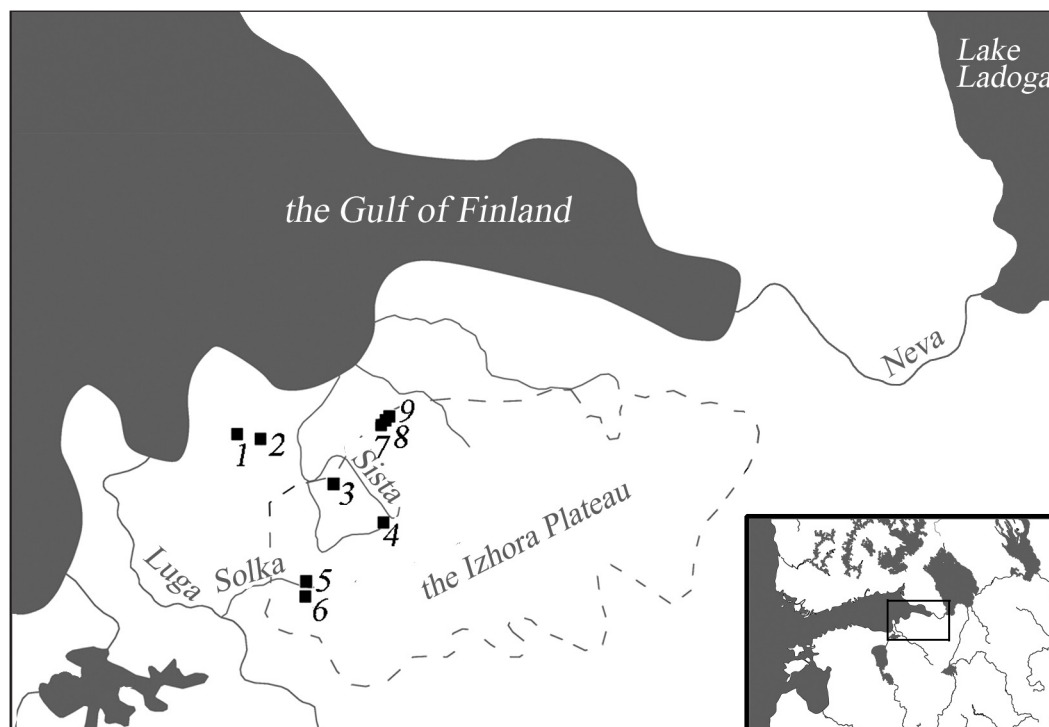 Lake
Ladoga
the Gulf of Finland
Neva
1
2
9
8
7
Sista
3
4
the Izhora Plateau
Luga
Solka
5
6